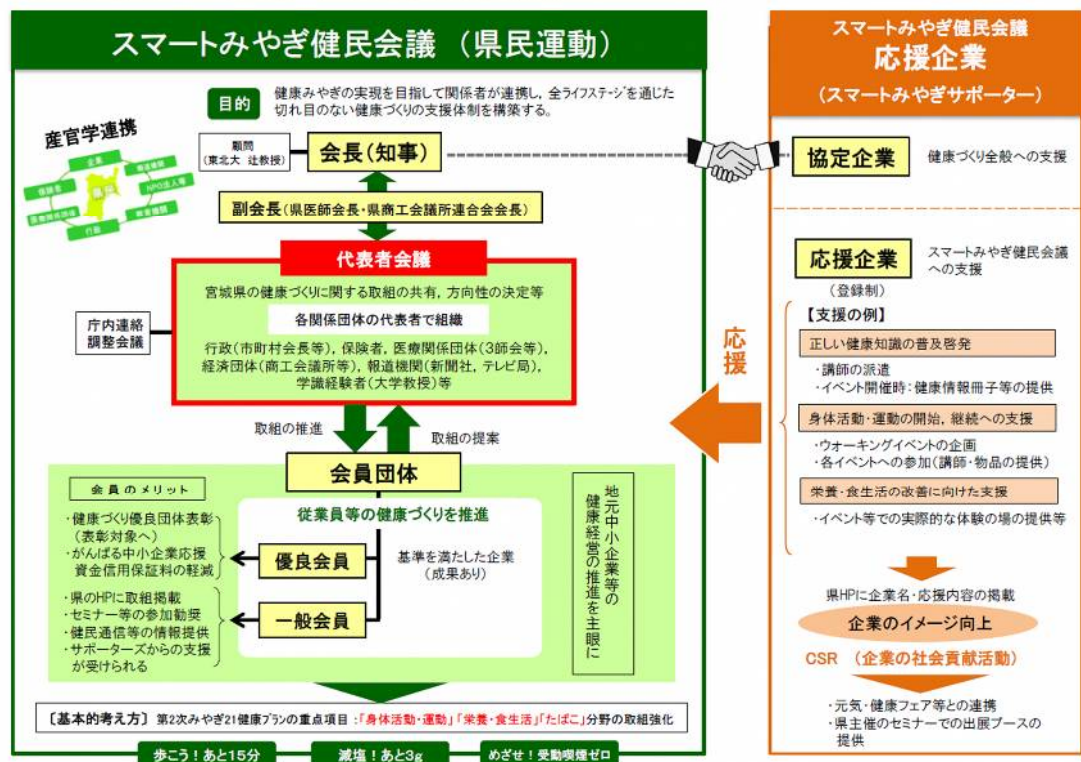 スマートみやぎ健民会議 (県民運動)
目的
健康みやぎの実現を目指して関係者が連携し,全ライフステージを通じた
切れ目のない健康づくりの支援体制を構築する。
産官学連携
企業
報道機関
保険者
NPO法人等
県民
医療関係団体
教育機関
行政
顧問
(東北大 辻教授)
会長(知事)
副会長(県医師会長・県商工会議所連合会会長)
代表者会議
宮城県の健康づくりに関する取組の共有,方向性の決定等
各関係団体の代表者で組織
行政(市町村会長等),保険者,医療関係団体(3師会等),
経済団体(商工会議所等),報道機関(新聞社,テレビ局),
学識経験者(大学教授)等
庁内連絡
調整会議
取組の推進
取組の提案
会員団体
会員のメリット
・健康づくり優良団体表彰
(表彰対象へ)
・がんばる中小企業応援
資金信用保証料の軽減
・県のHPに取組掲載
・セミナー等の参加勧奨
・健民通信等の情報提供
・サポーターズからの支援
が受けられる
従業員等の健康づくりを推進
優良会員
基準を満たした企業
(成果あり)
一般会員
地元中小企業等の
健康経営の推進を主眼に
〔基本的考え方〕 第2次みやぎ21健康プランの重点項目:「身体活動・運動」「栄養・食生活」「たばこ」分野の取組強化
歩こう!あと15分
減塩!あと3g
めざせ!受動喫煙ゼロ
応援
スマートみやぎ健民会議
応援企業
(スマートみやぎサポーター)
協定企業
健康づくり全般への支援
応援企業
(登録制)
スマートみやぎ健民会議
への支援
【支援の例】
正しい健康知識の普及啓発
・講師の派遣
・イベント開催時:健康情報冊子等の提供
身体活動・運動の開始,継続への支援
・ウォーキングイベントの企画
・各イベントへの参加(講師・物品の提供)
栄養・食生活の改善に向けた支援
・イベント等での実際的な体験の場の提供等
県HPに企業名・応援内容の掲載
企業のイメージ向上
CSR (企業の社会貢献活動)
・元気・健康フェア等との連携
・県主催のセミナーでの出展ブースの
提供